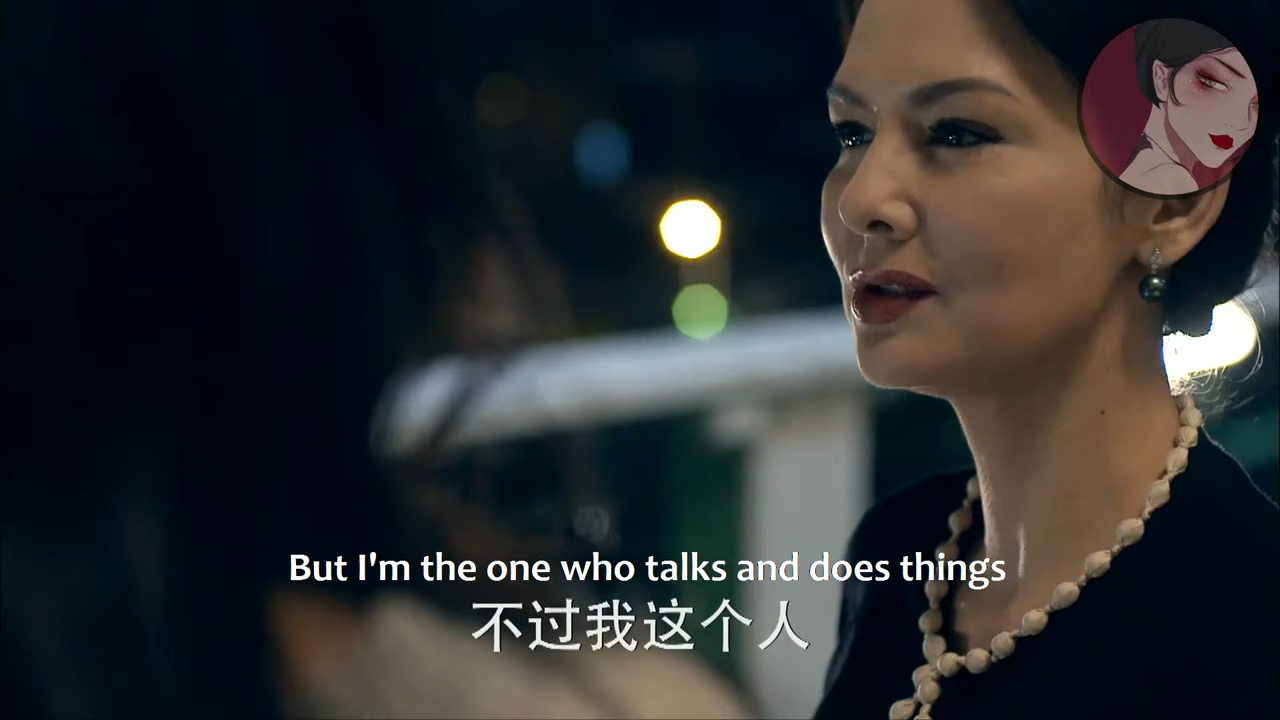 But I'm the one who talks and does things
不过我这个人